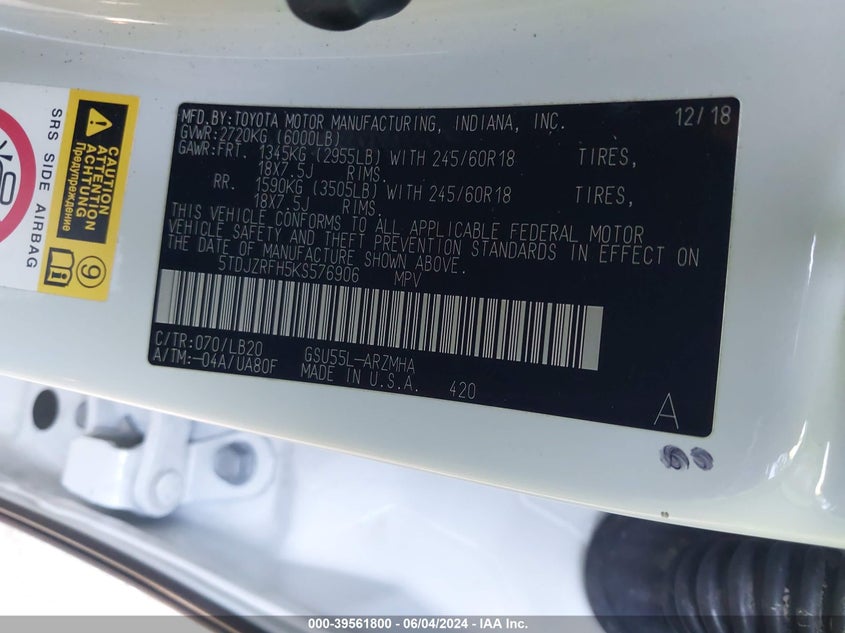 SRS SIDE AIRBAG
CAUTION
ATTENTION
ACHTUNG
Предупреждение
9
MFD.BY:TOYOTA MOTOR MANUFACTURING, INDIANA, INC. 12/18
GVWR:2720KG (6000LB)
GAWR:FRT. 1345KG (2955LB) WITH 245/60R18 TIRES,
18X7.5J RIMS.
RR. 1590KG (3505LB) WITH 245/60R18 TIRES,
18X7.5J RIMS.
THIS VEHICLE CONFORMS TO ALL APPLICABLE FEDERAL MOTOR
VEHICLE SAFETY AND THEFT PREVENTION STANDARDS IN EFFECT ON
THE DATE OF MANUFACTURE SHOWN ABOVE.
5TDJZRFH5KS576906 MPV
C/TR:070/LB20 GSU55L-ARZMHA
A/TM:-04A/UA80F MADE IN U.S.A. 420
A
000-39561800 - 06/04/2024 - IAA Inc.